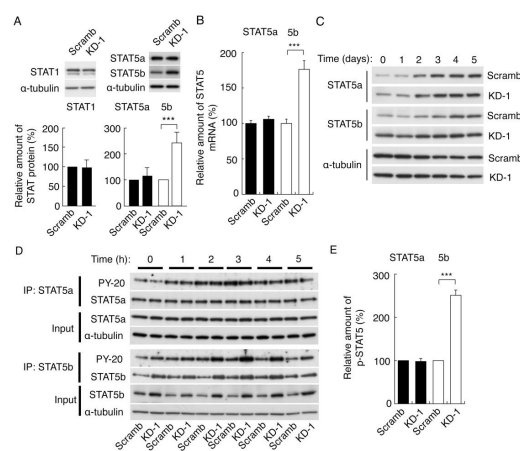 A
Scramb
KD-1
Scramb
KD-1
STAT1
α-tubulin
STAT5a
STAT5b
α-tubulin
STAT1
STAT5a 5b
Relative amount of
STAT protein (%)
200
150
100
50
0
300
200
100
0
***
Scramb
KD-1
Scramb
KD-1
Scramb
KD-1
B
STAT5a 5b
***
Relative amount of STAT5
mRNA (%)
200
150
100
50
0
Scramb
KD-1
Scramb
KD-1
C
Time (days): 0 1 2 3 4 5
STAT5a
Scramb
KD-1
STAT5b
Scramb
KD-1
α-tubulin
Scramb
KD-1
D
Time (h): 0 1 2 3 4 5
IP: STAT5a
PY-20
STAT5a
Input
STAT5a
α-tubulin
IP: STAT5b
PY-20
STAT5b
Input
STAT5b
α-tubulin
Scramb KD-1 Scramb KD-1 Scramb KD-1 Scramb KD-1 Scramb KD-1 Scramb KD-1
E
STAT5a 5b
***
Relative amount of
p-STAT5 (%)
300
200
100
0
Scramb
KD-1
Scramb
KD-1